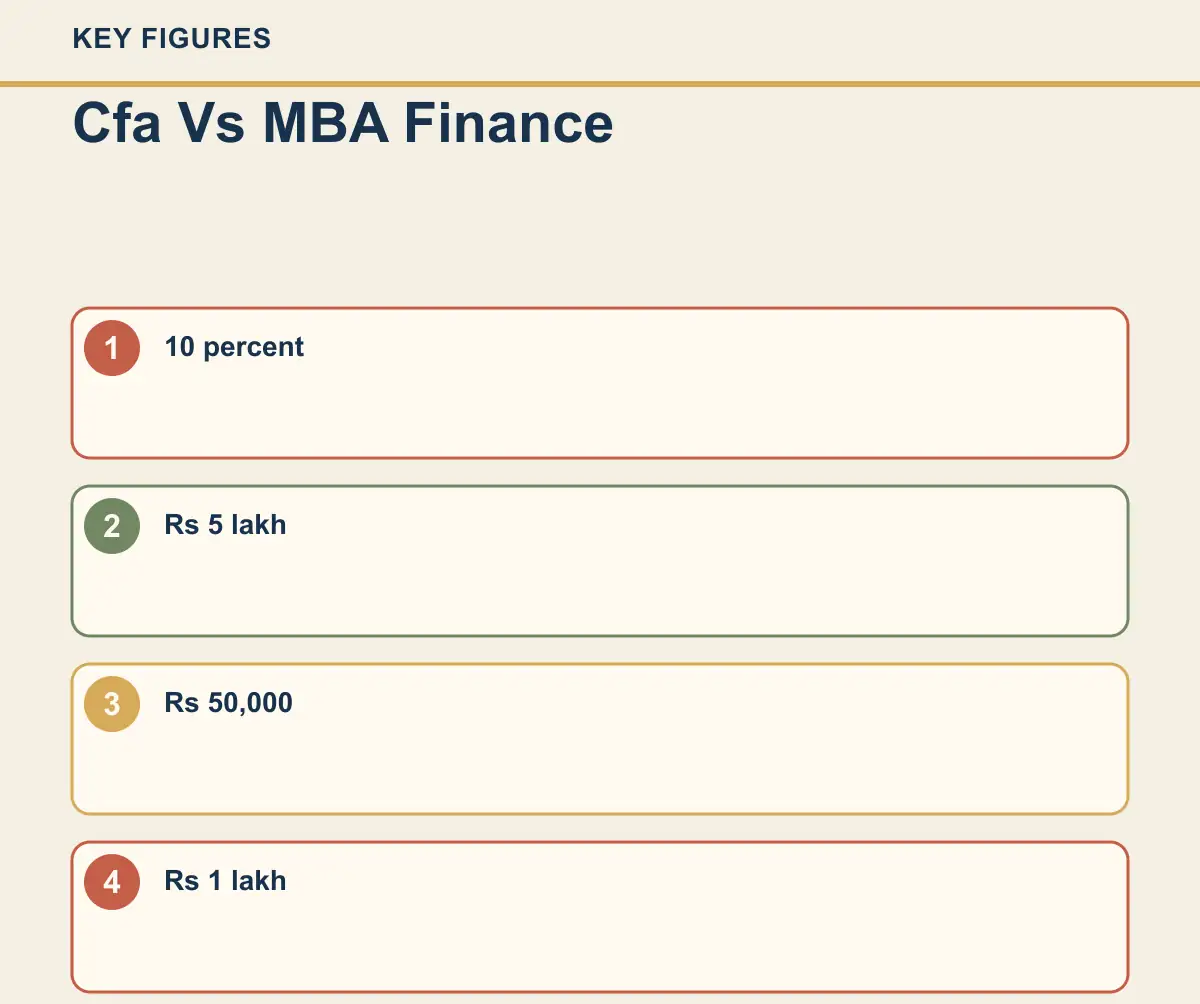 KEY FIGURES
Cfa Vs MBA Finance
1 10 percent
2 Rs 5 lakh
3 Rs 50,000
4 Rs 1 lakh